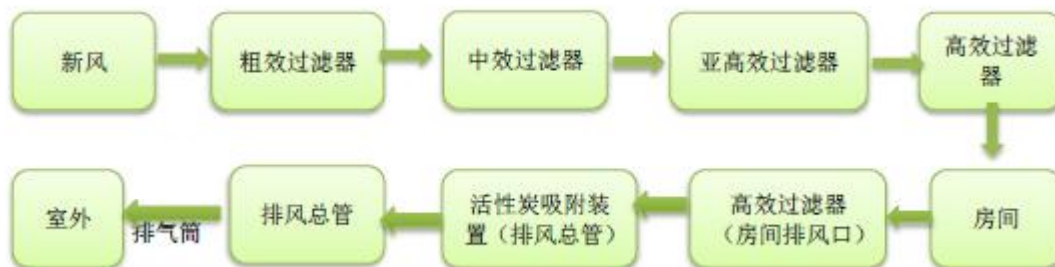 新风
粗效过滤器
中效过滤器
亚高效过滤器
高效过滤
器
室外
排气筒
排风总管
活性炭吸附装
置（排风总管）
高效过滤器
（房间排风口）
房间